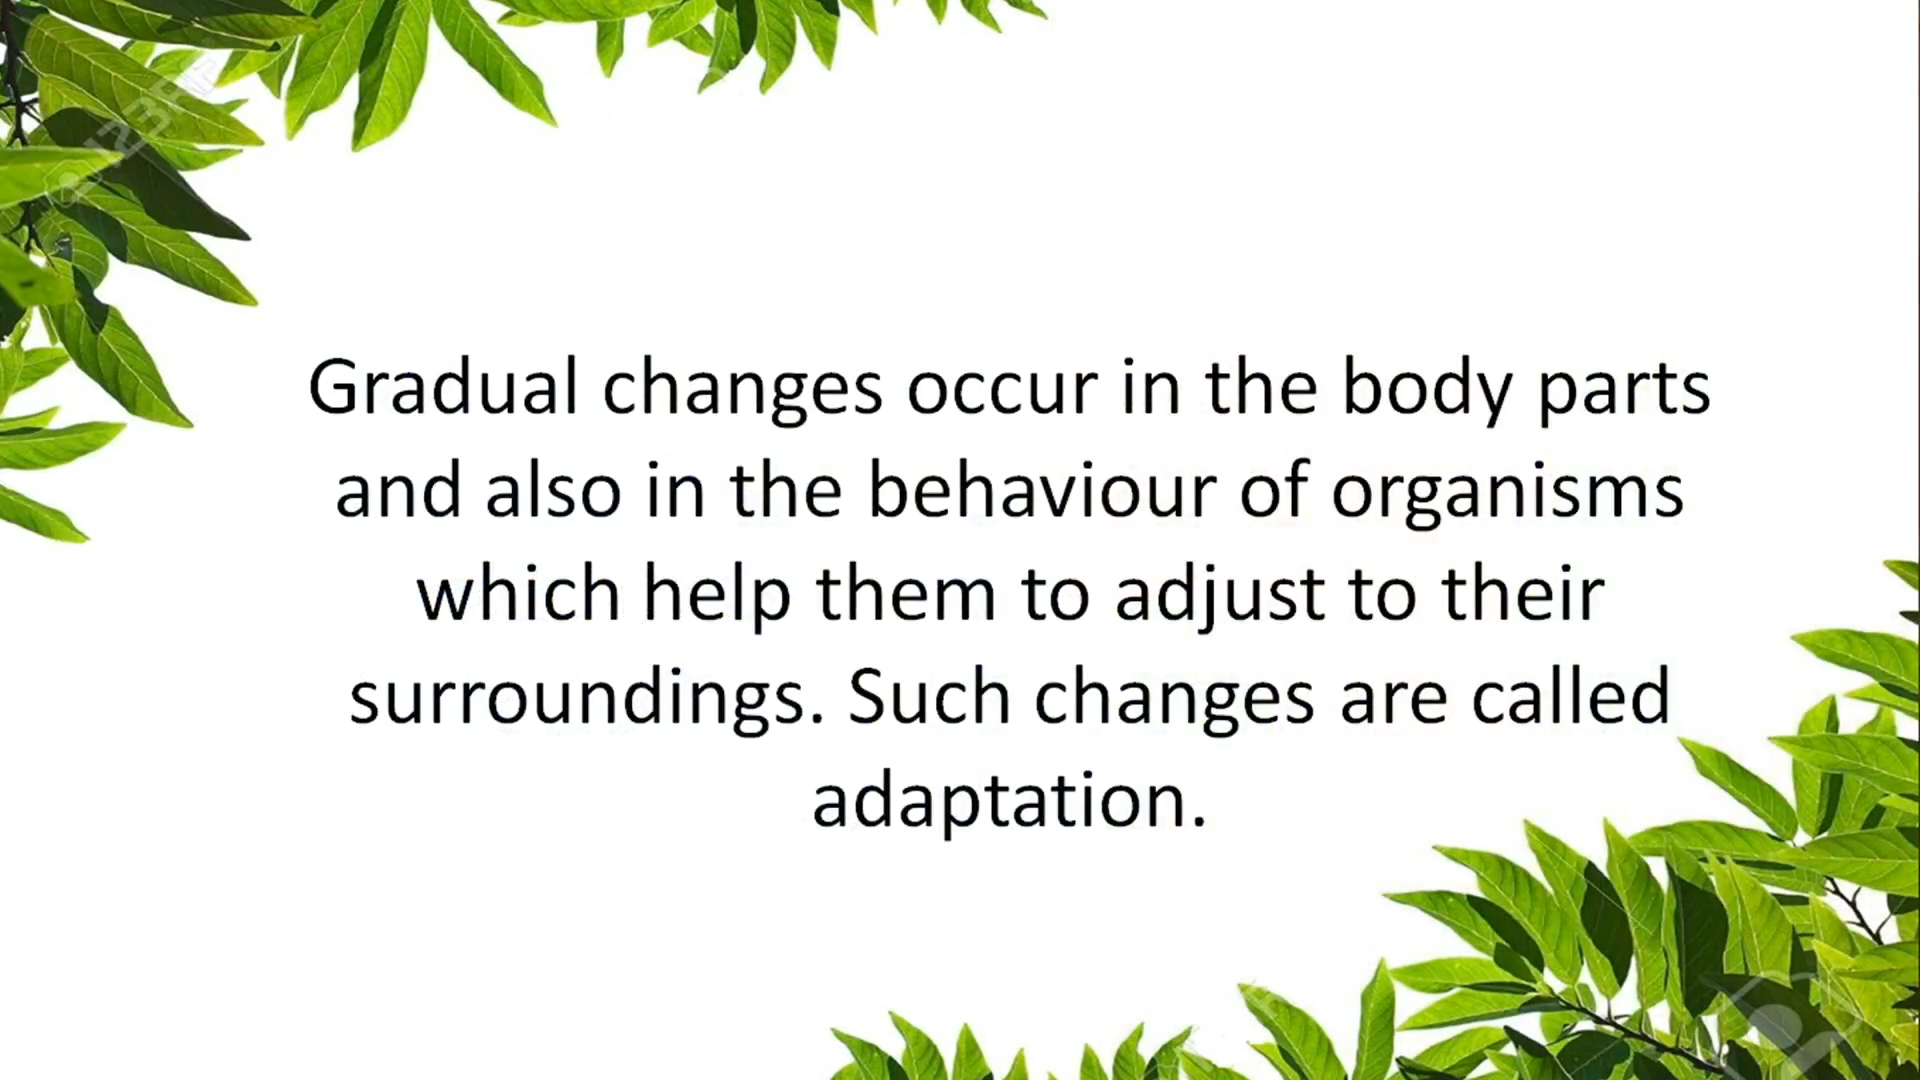 Gradual changes occur in the body parts
and also in the behaviour of organisms
which help them to adjust to their
surroundings. Such changes are called
adaptation.